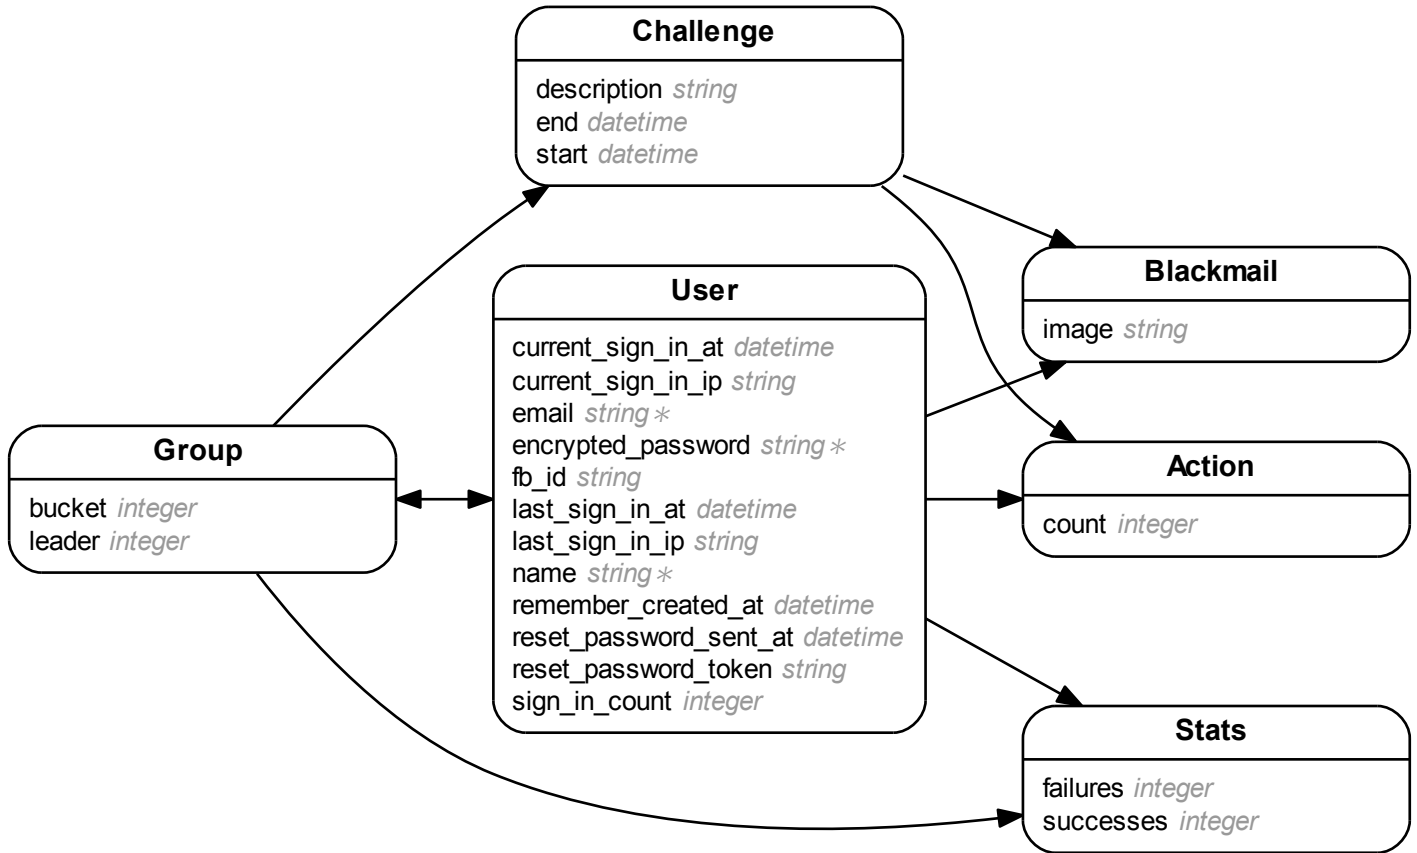 Challenge
description string
end datetime
start datetime
Blackmail
image string
User
current_sign_in_at datetime
current_sign_in_ip string
email string ∗
encrypted_password string ∗
fb_id string
last_sign_in_at datetime
last_sign_in_ip string
name string ∗
remember_created_at datetime
reset_password_sent_at datetime
reset_password_token string
sign_in_count integer
Group
bucket integer
leader integer
Action
count integer
Stats
failures integer
successes integer